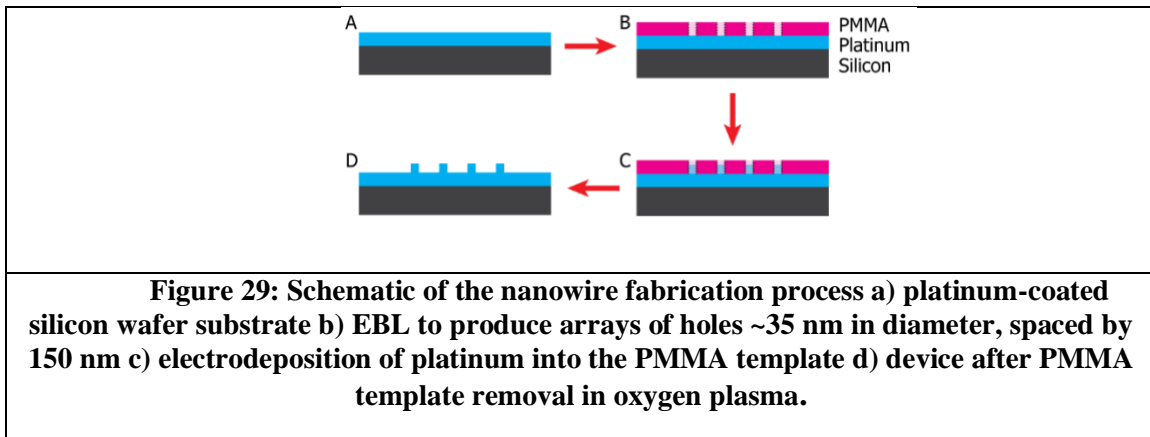 A
B
PMMA
Platinum
Silicon
D
C
Figure 29: Schematic of the nanowire fabrication process a) platinum-coated
silicon wafer substrate b) EBL to produce arrays of holes ~35 nm in diameter, spaced by
150 nm c) electrodeposition of platinum into the PMMA template d) device after PMMA
template removal in oxygen plasma.